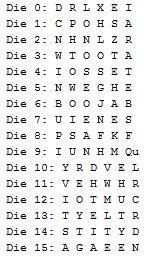 Die 0: D R L X E I
Die 1: C P O H S A
Die 2: N H N L Z R
Die 3: W T O O T A
Die 4: I O S S E T
Die 5: N W E G H E
Die 6: B O O J A B
Die 7: U I E N E S
Die 8: P S A F K F
Die 9: I U N H M Qu
Die 10: Y R D V E L
Die 11: V E H W H R
Die 12: I O T M U C
Die 13: T Y E L T R
Die 14: S T I T Y D
Die 15: A G A E E N